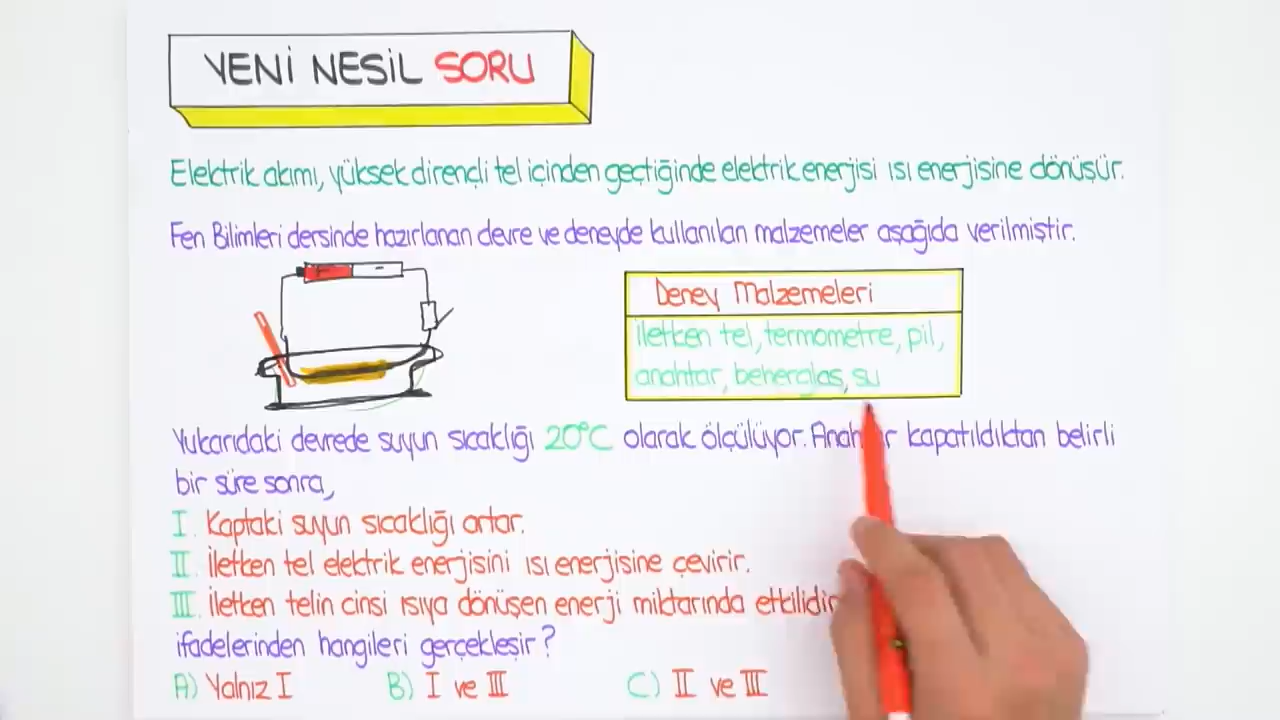 YENİ NESİL SORU
Elektrik akımı, yüksek dirençli tel içinden geçtiğinde elektrik enerjisi ısı enerjisine dönüşür.
Fen Bilimleri dersinde hazırlanan devre ve deneyde kullanılan malzemeler aşağıda verilmiştir.
Deney Malzemeleri
İletken tel, termometre, pil,
anahtar, beherglas, su
Yukarıdaki devrede suyun sıcaklığı 20°C olarak ölçülüyor. kapatıldıktan belirli
bir süre sonra,
I. Kaptaki suyun sıcaklığı artar.
II. İletken tel elektrik enerjisini ısı enerjisine çevirir.
III. İletken telin cinsi ısıya dönüşen enerji miktarında etkilidir
ifadelerinden hangileri gerçekleşir?
A) Yalnız I B) I ve III C) II ve III